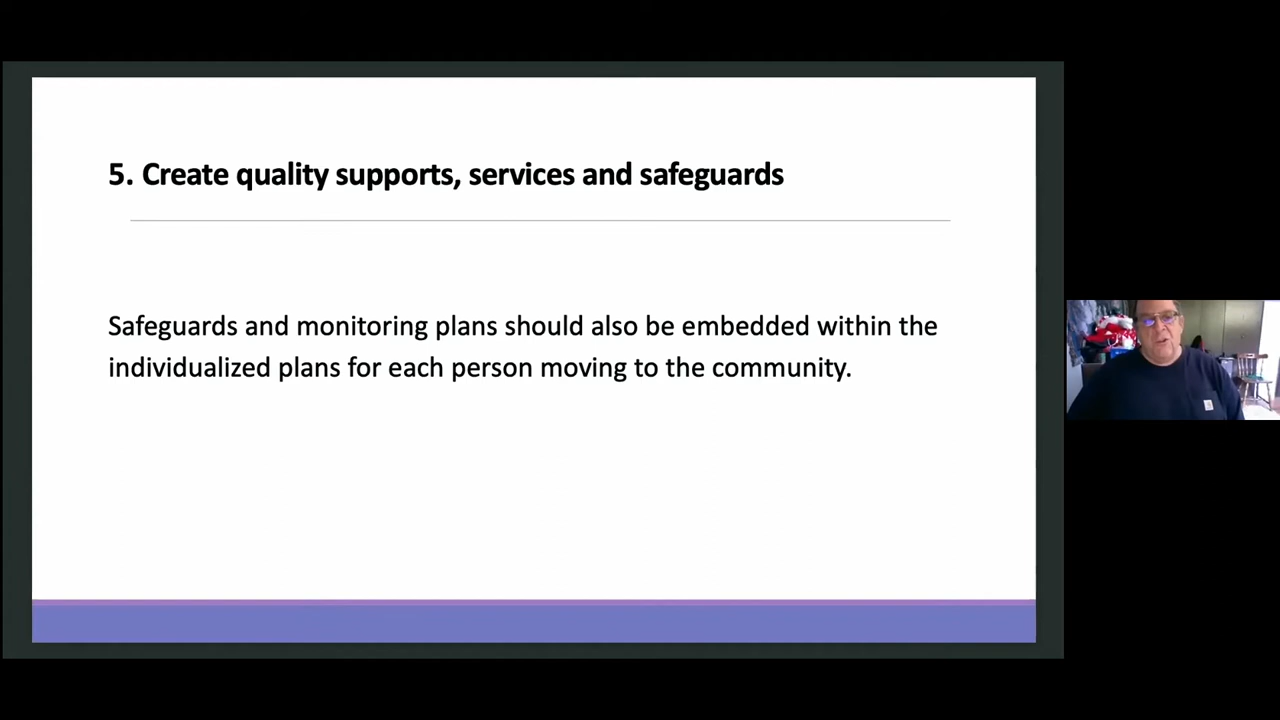 5. Create quality supports, services and safeguards
Safeguards and monitoring plans should also be embedded within the
individualized plans for each person moving to the community.